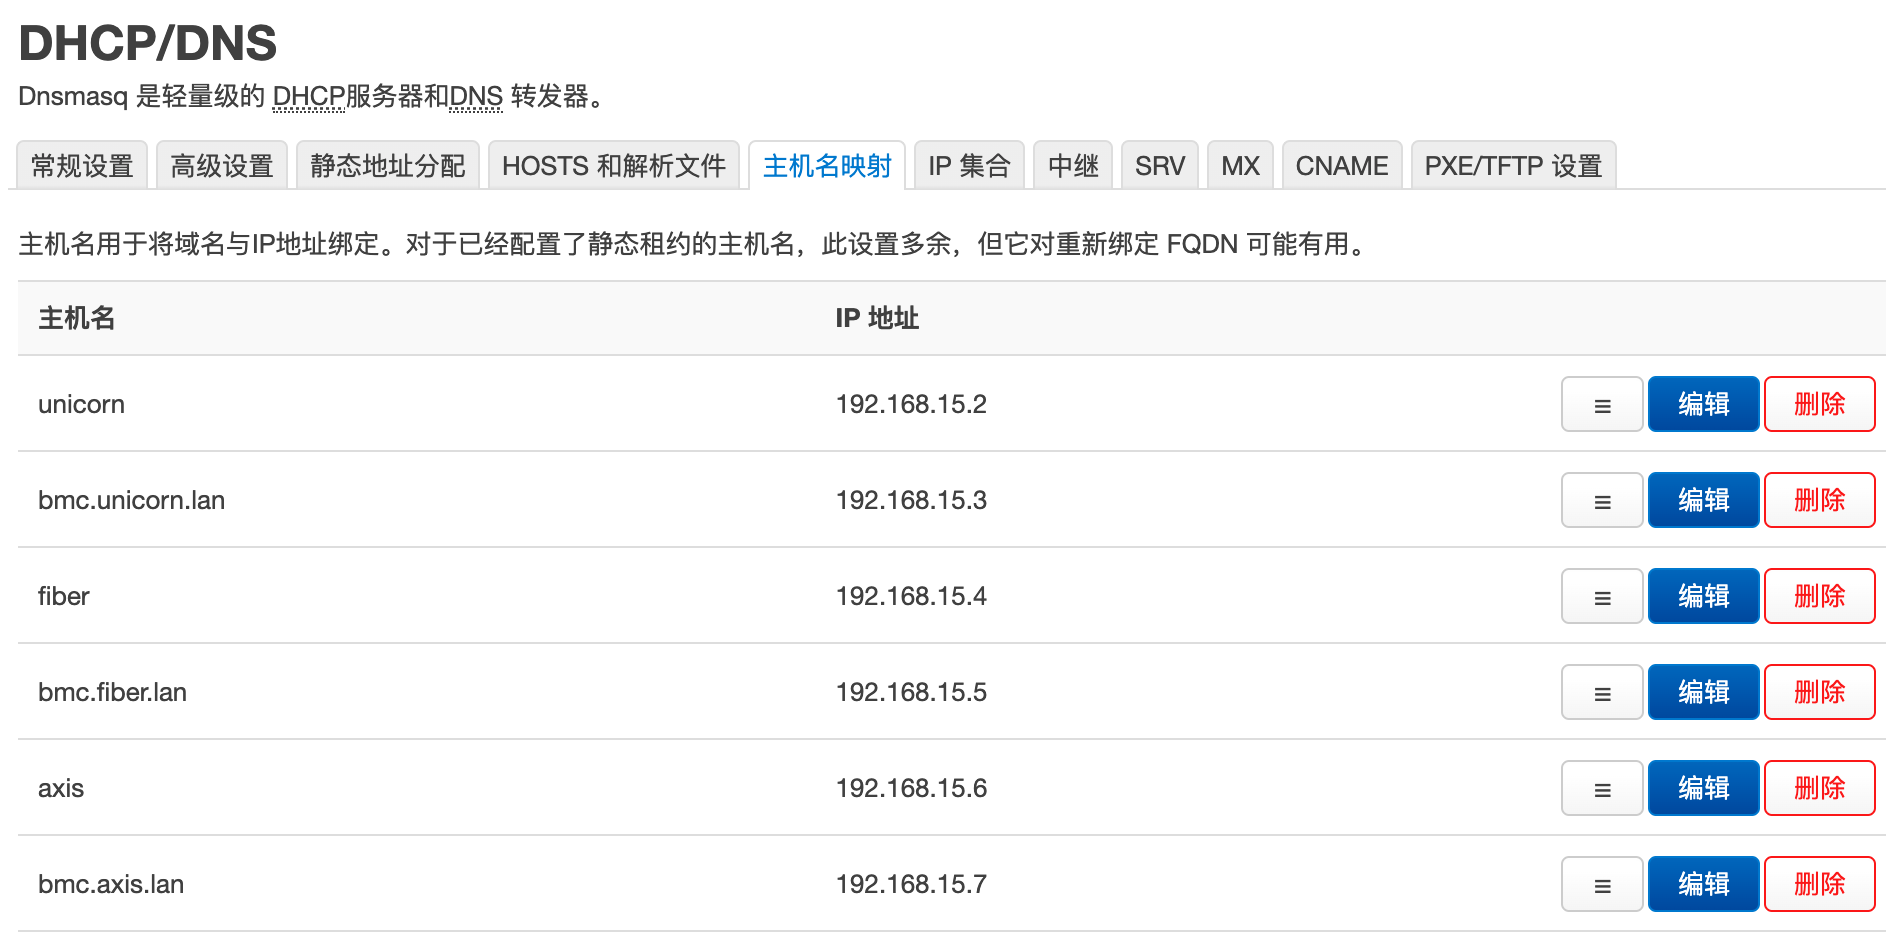 DHCP/DNS
Dnsmasq 是轻量级的 DHCP服务器和DNS 转发器。
常规设置 高级设置 静态地址分配 HOSTS 和解析文件 主机名映射 IP 集合 中继 SRV MX CNAME PXE/TFTP 设置
主机名用于将域名与IP地址绑定。对于已经配置了静态租约的主机名，此设置多余，但它对重新绑定 FQDN 可能有用。
主机名 IP 地址
unicorn 192.168.15.2 ≡ 编辑 删除
bmc.unicorn.lan 192.168.15.3 ≡ 编辑 删除
fiber 192.168.15.4 ≡ 编辑 删除
bmc.fiber.lan 192.168.15.5 ≡ 编辑 删除
axis 192.168.15.6 ≡ 编辑 删除
bmc.axis.lan 192.168.15.7 ≡ 编辑 删除